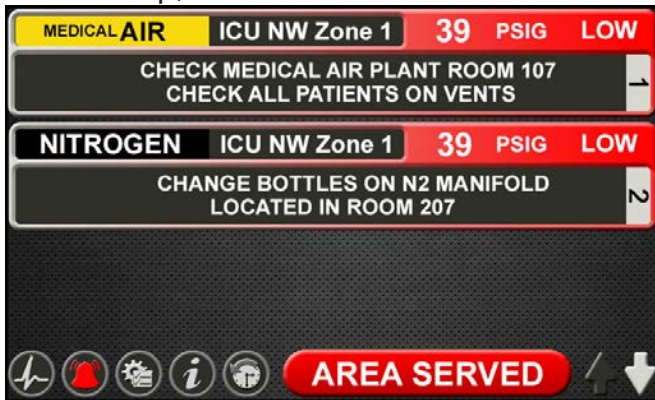 MEDICAL AIR ICU NW Zone 1 39 PSIG LOW
CHECK MEDICAL AIR PLANT ROOM 107
CHECK ALL PATIENTS ON VENTS
1
NITROGEN ICU NW Zone 1 39 PSIG LOW
CHANGE BOTTLES ON N2 MANIFOLD
LOCATED IN ROOM 207
2
i
AREA SERVED